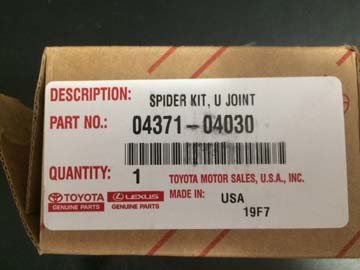 DESCRIPTION: SPIDER KIT, U JOINT
PART NO.: 04371-04030
QUANTITY: 1 TOYOTA MOTOR SALES, U.S.A., INC.
TOYOTA LEXUS MADE IN: USA
GENUINE PARTS GENUINE PARTS 19F7